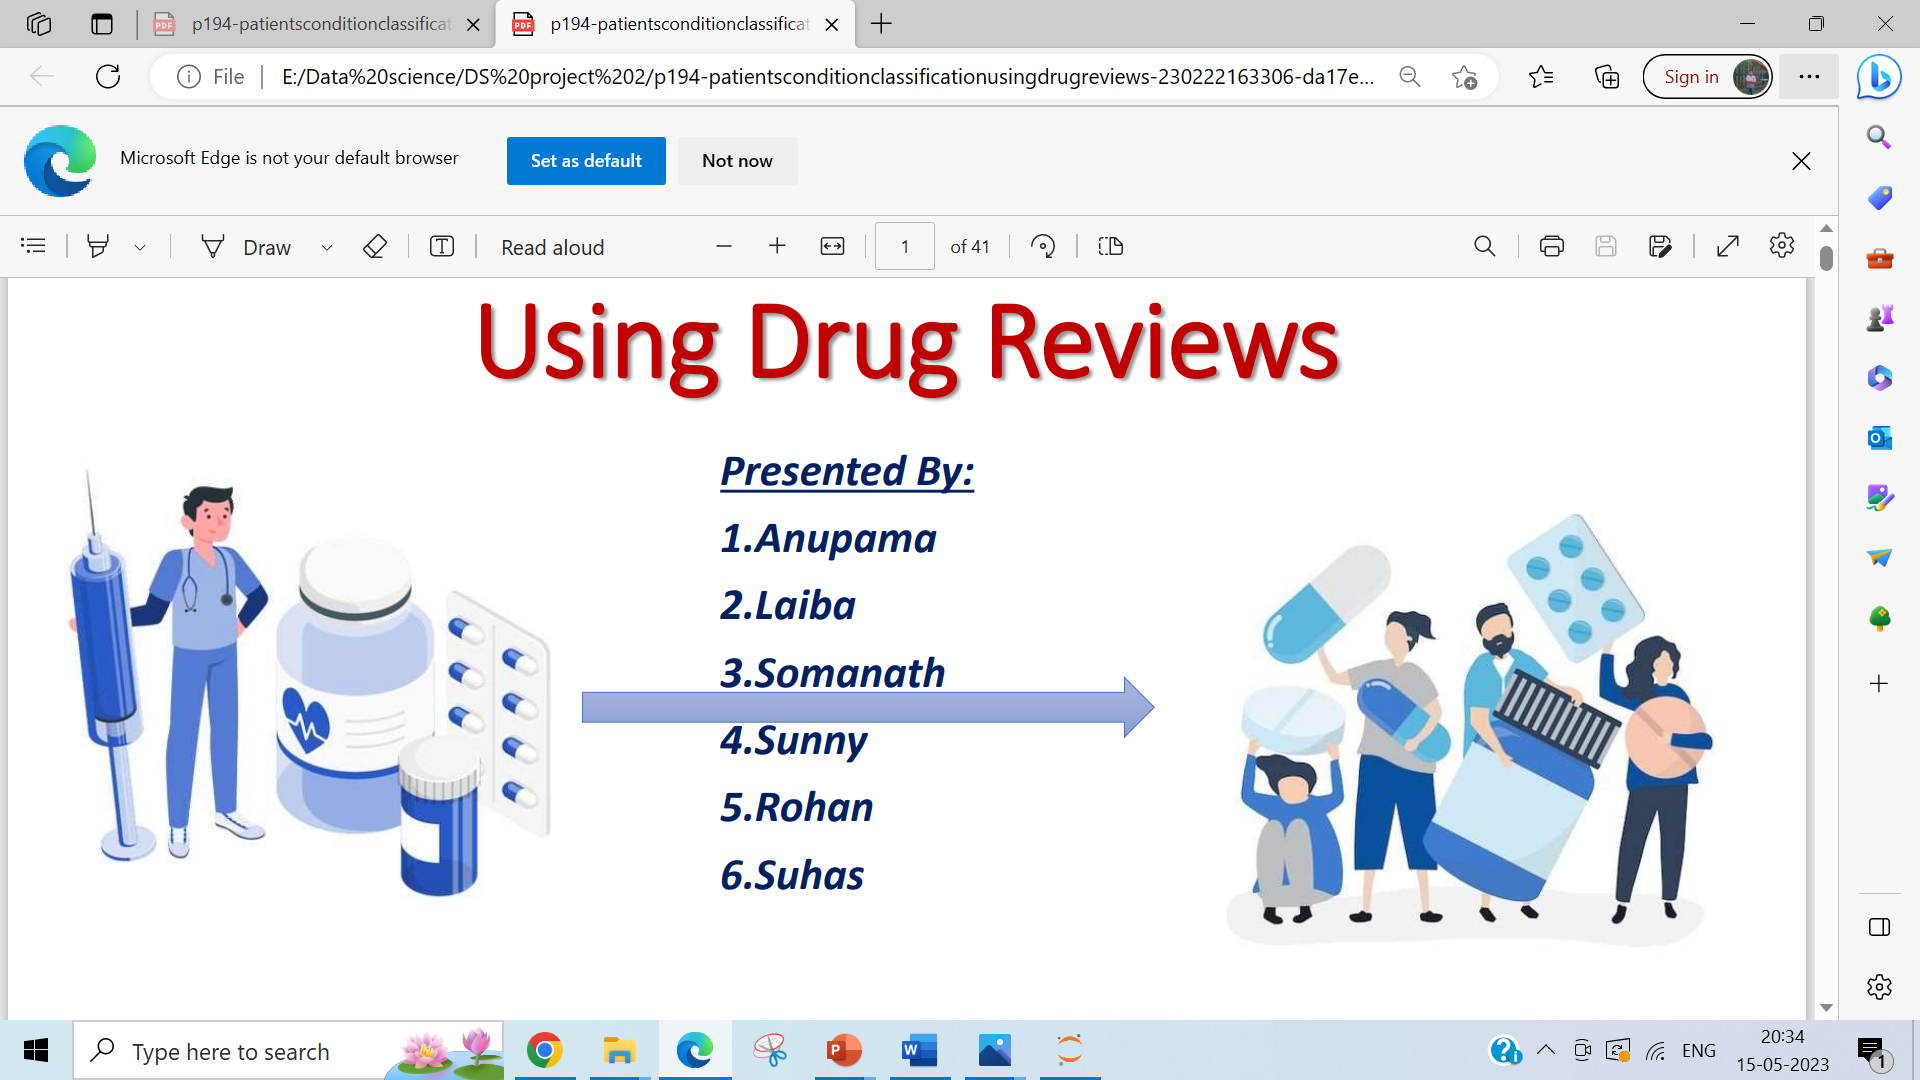 p194-patientsconditionclassificat
p194-patientsconditionclassificat
File
E:/Data%20science/DS%20project%202/p194-patientsconditionclassificationusingdrugreviews-230222163306-da17e...
Sign in
Microsoft Edge is not your default browser
Set as default
Not now
Draw
Read aloud
1
of 41
Using Drug Reviews
Presented By:
1.Anupama
2.Laiba
3.Somanath
4.Sunny
5.Rohan
6.Suhas
Type here to search
ENG
20:34
15-05-2023
1